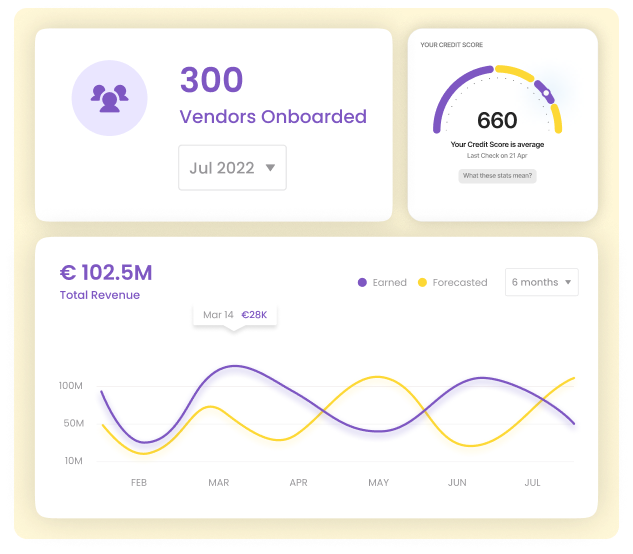 300
Vendors Onboarded
Jul 2022
YOUR CREDIT SCORE
660
Your Credit Score is average
Last Check on 21 Apr
What these stats mean?
€ 102.5M
Total Revenue
Earned
Forecasted
6 months
Mar 14 €28K
100M
50M
10M
FEB MAR APR MAY JUN JUL